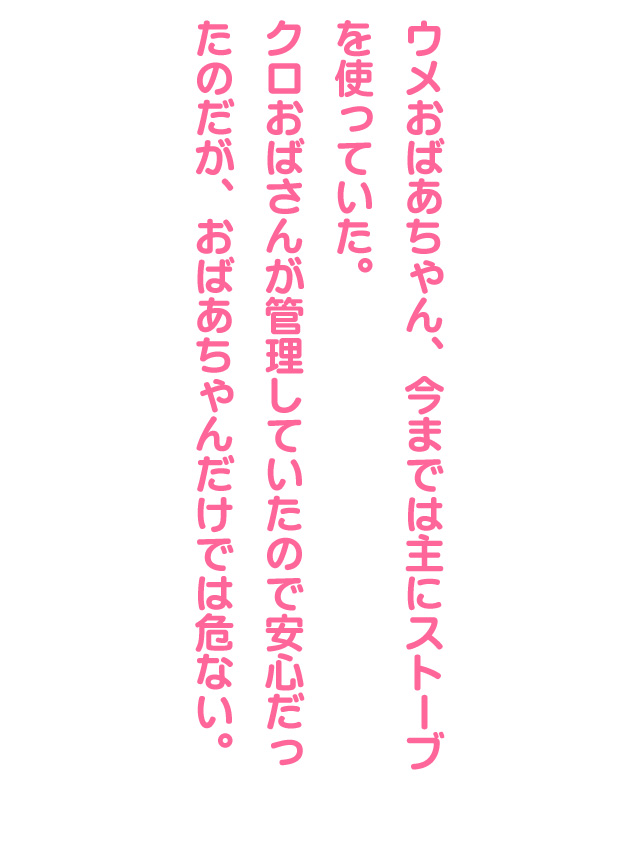 ウメおばあちゃん、今までは主にストーブ
を使っていた。
クロおばさんが管理していたので安心だっ
たのだが、おばあちゃんだけでは危ない。